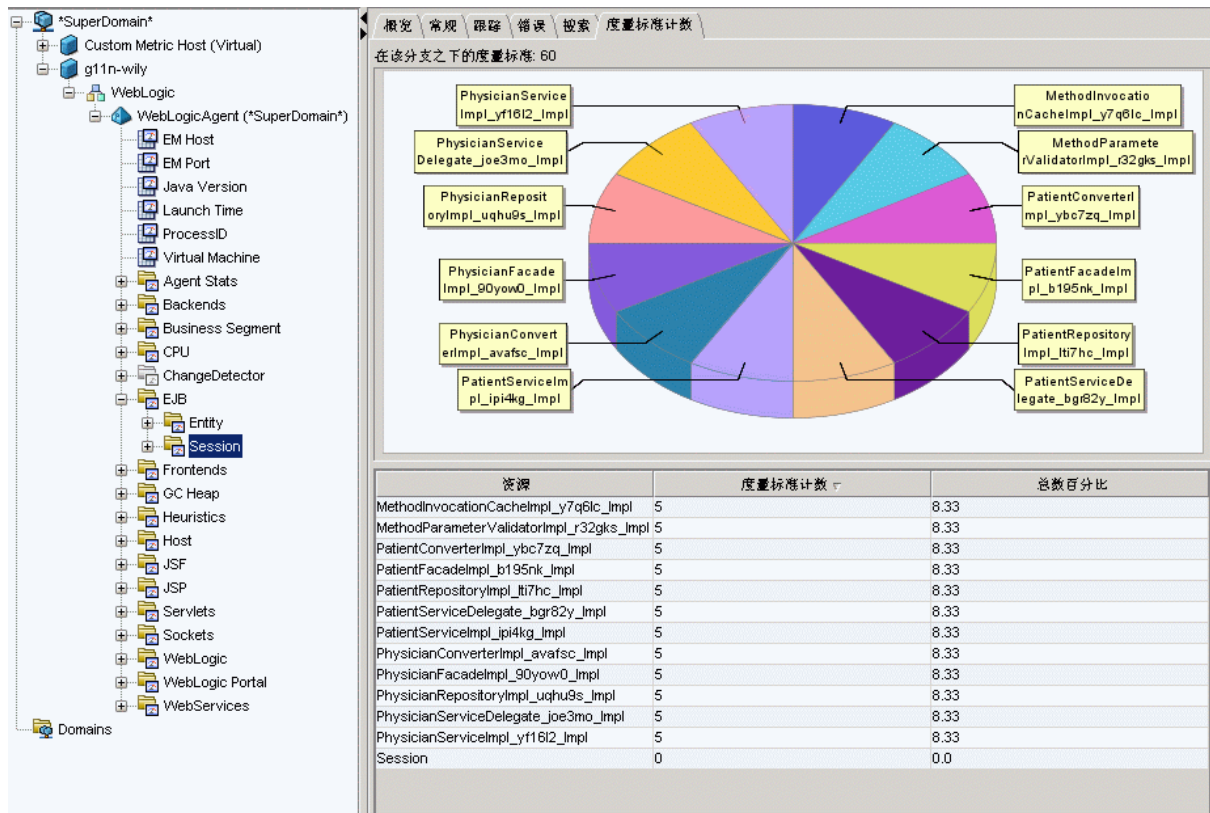 *SuperDomain*
Custom Metric Host (Virtual)
g11n-wily
WebLogic
WebLogicAgent (*SuperDomain*)
EM Host
EM Port
Java Version
Launch Time
ProcessID
Virtual Machine
Agent Stats
Backends
Business Segment
CPU
ChangeDetector
EJB
Entity
Session
Frontends
GC Heap
Heuristics
Host
JSF
JSP
Servlets
Sockets
WebLogic
WebLogic Portal
WebServices
Domains
概览 常规 跟踪 错误 搜索 度量标准计数
在该分支之下的度量标准: 60
PhysicianService
Impl_yf16l2_Impl
PhysicianService
Delegate_joe3mo_Impl
PhysicianReposit
oryImpl_uqhu9s_Impl
PhysicianFacade
Impl_90yow0_Impl
PhysicianConvert
erImpl_avafsc_Impl
PatientServiceIm
pl_ipi4kg_Impl
MethodInvocatio
nCacheImpl_y7q6lc_Impl
MethodParamete
rValidatorImpl_r32gks_Impl
PatientConverterI
mpl_ybc7zq_Impl
PatientFacadeIm
pl_b195nk_Impl
PatientRepository
Impl_lti7hc_Impl
PatientServiceDe
legate_bgr82y_Impl
资源 度量标准计数 总数百分比
MethodInvocationCacheImpl_y7q6lc_Impl 5 8.33
MethodParameterValidatorImpl_r32gks_Impl 5 8.33
PatientConverterImpl_ybc7zq_Impl 5 8.33
PatientFacadeImpl_b195nk_Impl 5 8.33
PatientRepositoryImpl_lti7hc_Impl 5 8.33
PatientServiceDelegate_bgr82y_Impl 5 8.33
PatientServiceImpl_ipi4kg_Impl 5 8.33
PhysicianConverterImpl_avafsc_Impl 5 8.33
PhysicianFacadeImpl_90yow0_Impl 5 8.33
PhysicianRepositoryImpl_uqhu9s_Impl 5 8.33
PhysicianServiceDelegate_joe3mo_Impl 5 8.33
PhysicianServiceImpl_yf16l2_Impl 5 8.33
Session 0 0.0